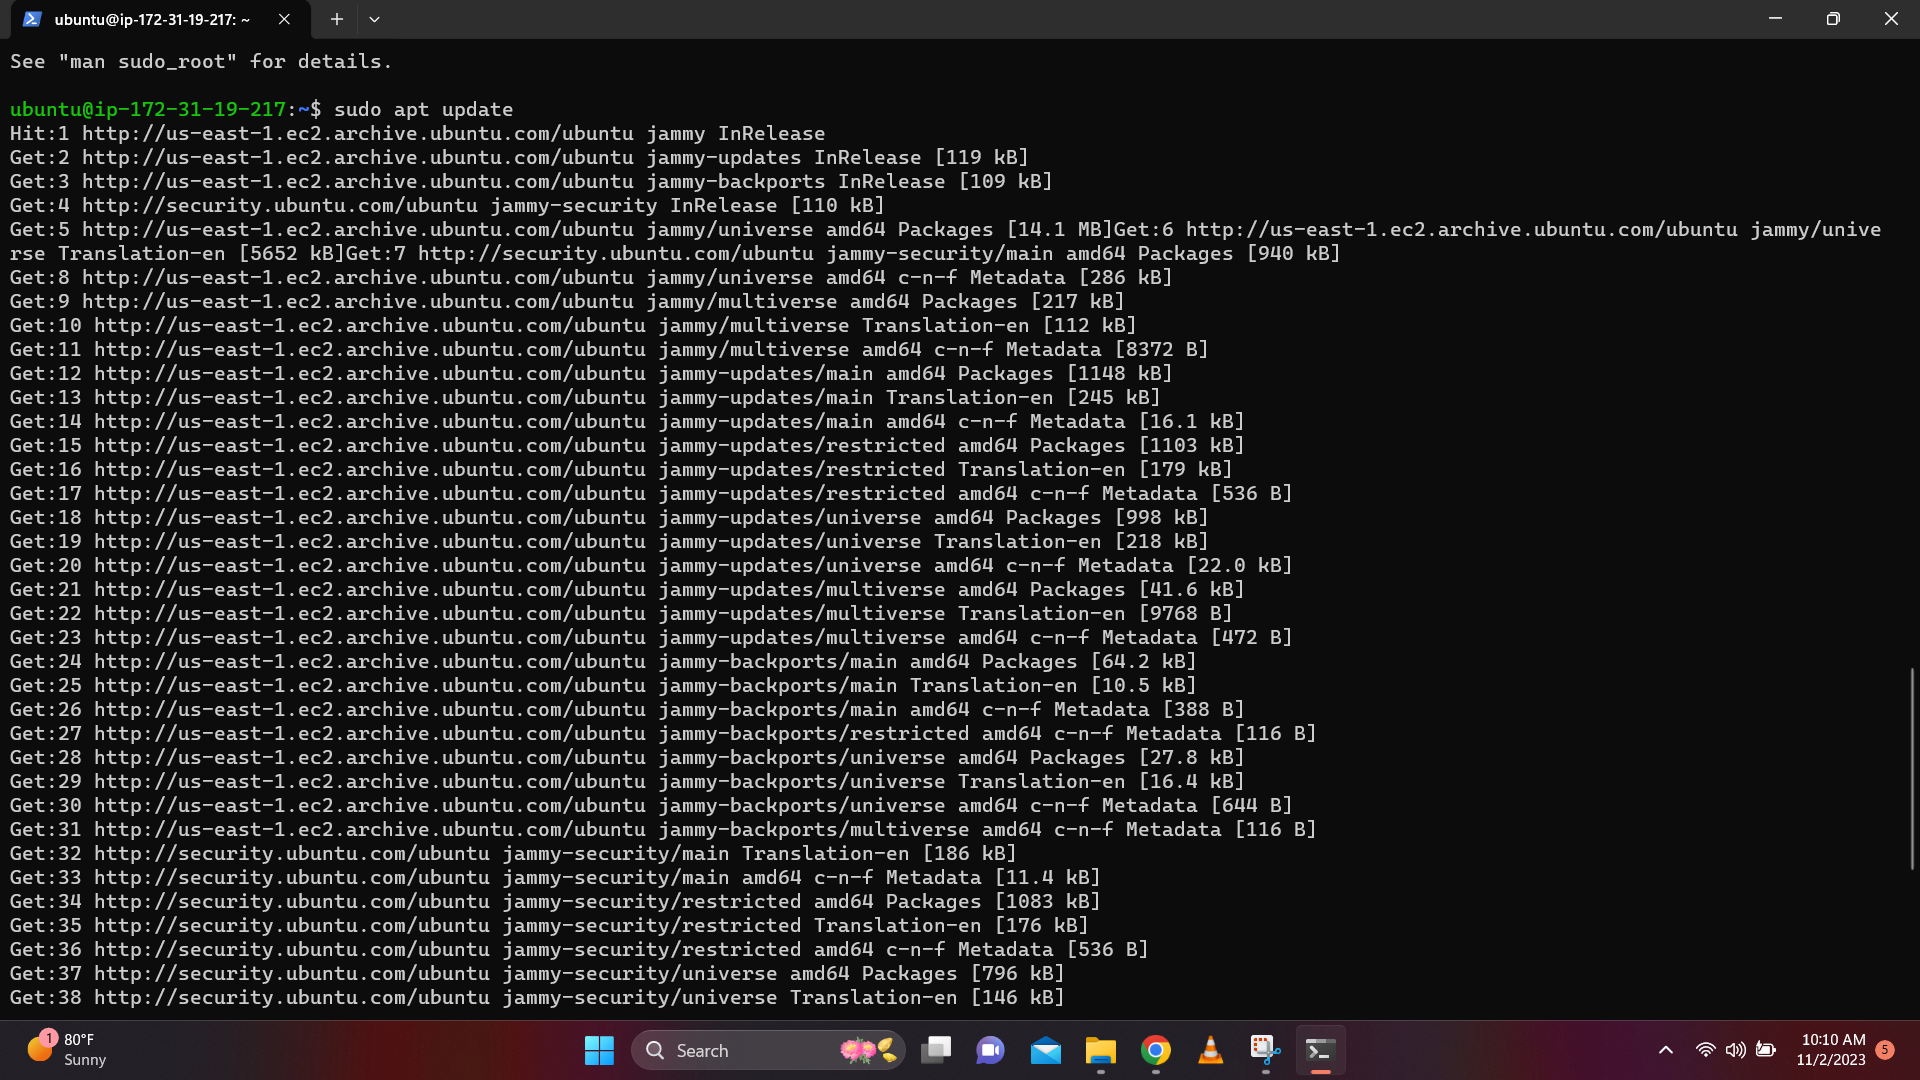 ubuntu@ip-172-31-19-217: ~
See "man sudo_root" for details.
ubuntu@ip-172-31-19-217:~$ sudo apt update
Hit:1 http://us-east-1.ec2.archive.ubuntu.com/ubuntu jammy InRelease
Get:2 http://us-east-1.ec2.archive.ubuntu.com/ubuntu jammy-updates InRelease [119 kB]
Get:3 http://us-east-1.ec2.archive.ubuntu.com/ubuntu jammy-backports InRelease [109 kB]
Get:4 http://security.ubuntu.com/ubuntu jammy-security InRelease [110 kB]
Get:5 http://us-east-1.ec2.archive.ubuntu.com/ubuntu jammy/universe amd64 Packages [14.1 MB]Get:6 http://us-east-1.ec2.archive.ubuntu.com/ubuntu jammy/unive
rse Translation-en [5652 kB]Get:7 http://security.ubuntu.com/ubuntu jammy-security/main amd64 Packages [940 kB]
Get:8 http://us-east-1.ec2.archive.ubuntu.com/ubuntu jammy/universe amd64 c-n-f Metadata [286 kB]
Get:9 http://us-east-1.ec2.archive.ubuntu.com/ubuntu jammy/multiverse amd64 Packages [217 kB]
Get:10 http://us-east-1.ec2.archive.ubuntu.com/ubuntu jammy/multiverse Translation-en [112 kB]
Get:11 http://us-east-1.ec2.archive.ubuntu.com/ubuntu jammy/multiverse amd64 c-n-f Metadata [8372 B]
Get:12 http://us-east-1.ec2.archive.ubuntu.com/ubuntu jammy-updates/main amd64 Packages [1148 kB]
Get:13 http://us-east-1.ec2.archive.ubuntu.com/ubuntu jammy-updates/main Translation-en [245 kB]
Get:14 http://us-east-1.ec2.archive.ubuntu.com/ubuntu jammy-updates/main amd64 c-n-f Metadata [16.1 kB]
Get:15 http://us-east-1.ec2.archive.ubuntu.com/ubuntu jammy-updates/restricted amd64 Packages [1103 kB]
Get:16 http://us-east-1.ec2.archive.ubuntu.com/ubuntu jammy-updates/restricted Translation-en [179 kB]
Get:17 http://us-east-1.ec2.archive.ubuntu.com/ubuntu jammy-updates/restricted amd64 c-n-f Metadata [536 B]
Get:18 http://us-east-1.ec2.archive.ubuntu.com/ubuntu jammy-updates/universe amd64 Packages [998 kB]
Get:19 http://us-east-1.ec2.archive.ubuntu.com/ubuntu jammy-updates/universe Translation-en [218 kB]
Get:20 http://us-east-1.ec2.archive.ubuntu.com/ubuntu jammy-updates/universe amd64 c-n-f Metadata [22.0 kB]
Get:21 http://us-east-1.ec2.archive.ubuntu.com/ubuntu jammy-updates/multiverse amd64 Packages [41.6 kB]
Get:22 http://us-east-1.ec2.archive.ubuntu.com/ubuntu jammy-updates/multiverse Translation-en [9768 B]
Get:23 http://us-east-1.ec2.archive.ubuntu.com/ubuntu jammy-updates/multiverse amd64 c-n-f Metadata [472 B]
Get:24 http://us-east-1.ec2.archive.ubuntu.com/ubuntu jammy-backports/main amd64 Packages [64.2 kB]
Get:25 http://us-east-1.ec2.archive.ubuntu.com/ubuntu jammy-backports/main Translation-en [10.5 kB]
Get:26 http://us-east-1.ec2.archive.ubuntu.com/ubuntu jammy-backports/main amd64 c-n-f Metadata [388 B]
Get:27 http://us-east-1.ec2.archive.ubuntu.com/ubuntu jammy-backports/restricted amd64 c-n-f Metadata [116 B]
Get:28 http://us-east-1.ec2.archive.ubuntu.com/ubuntu jammy-backports/universe amd64 Packages [27.8 kB]
Get:29 http://us-east-1.ec2.archive.ubuntu.com/ubuntu jammy-backports/universe Translation-en [16.4 kB]
Get:30 http://us-east-1.ec2.archive.ubuntu.com/ubuntu jammy-backports/universe amd64 c-n-f Metadata [644 B]
Get:31 http://us-east-1.ec2.archive.ubuntu.com/ubuntu jammy-backports/multiverse amd64 c-n-f Metadata [116 B]
Get:32 http://security.ubuntu.com/ubuntu jammy-security/main Translation-en [186 kB]
Get:33 http://security.ubuntu.com/ubuntu jammy-security/main amd64 c-n-f Metadata [11.4 kB]
Get:34 http://security.ubuntu.com/ubuntu jammy-security/restricted amd64 Packages [1083 kB]
Get:35 http://security.ubuntu.com/ubuntu jammy-security/restricted Translation-en [176 kB]
Get:36 http://security.ubuntu.com/ubuntu jammy-security/restricted amd64 c-n-f Metadata [536 B]
Get:37 http://security.ubuntu.com/ubuntu jammy-security/universe amd64 Packages [796 kB]
Get:38 http://security.ubuntu.com/ubuntu jammy-security/universe Translation-en [146 kB]
1
80°F
Sunny
Search
10:10 AM
11/2/2023
5